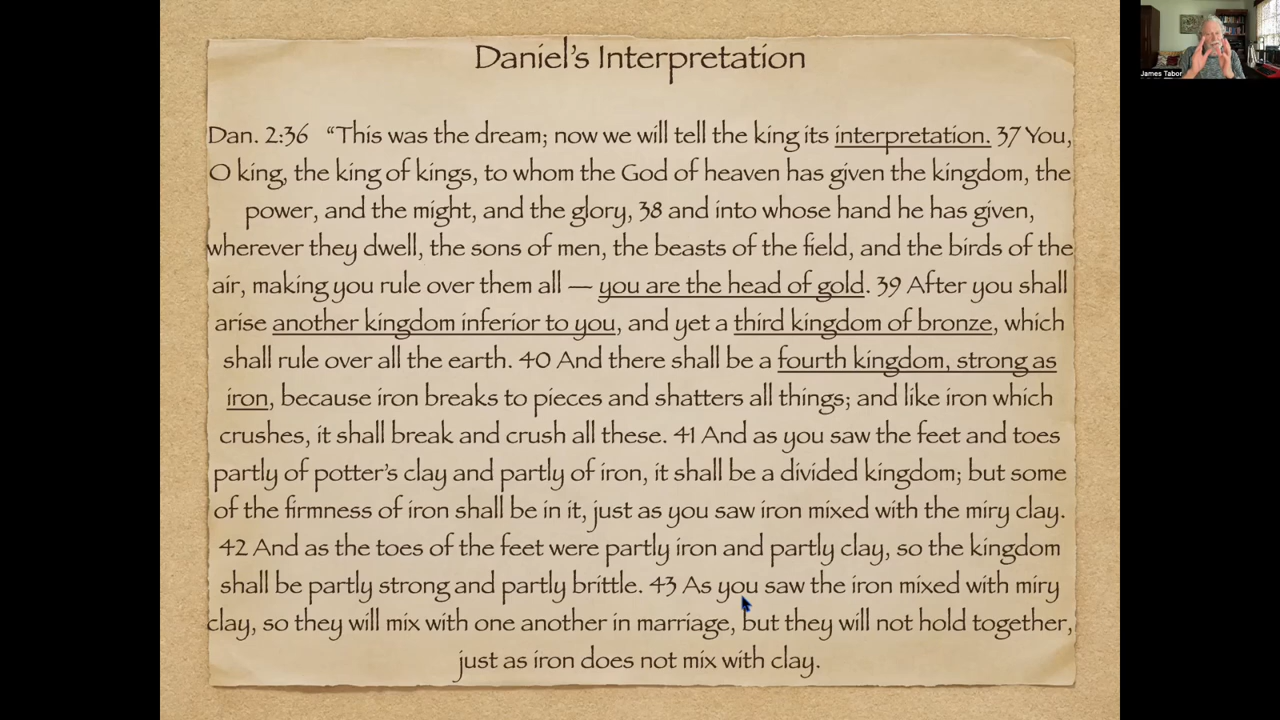 Daniel's Interpretation
Dan. 2:36 “This was the dream; now we will tell the king its interpretation. 37 You,
O king, the king of kings, to whom the God of heaven has given the kingdom, the
power, and the might, and the glory, 38 and into whose hand he has given,
wherever they dwell, the sons of men, the beasts of the field, and the birds of the
air, making you rule over them all — you are the head of gold. 39 After you shall
arise another kingdom inferior to you, and yet a third kingdom of bronze, which
shall rule over all the earth. 40 And there shall be a fourth kingdom, strong as
iron, because iron breaks to pieces and shatters all things; and like iron which
crushes, it shall break and crush all these. 41 And as you saw the feet and toes
partly of potter's clay and partly of iron, it shall be a divided kingdom; but some
of the firmness of iron shall be in it, just as you saw iron mixed with the miry clay.
42 And as the toes of the feet were partly iron and partly clay, so the kingdom
shall be partly strong and partly brittle. 43 As you saw the iron mixed with miry
clay, so they will mix with one another in marriage, but they will not hold together,
just as iron does not mix with clay.
James Tabor